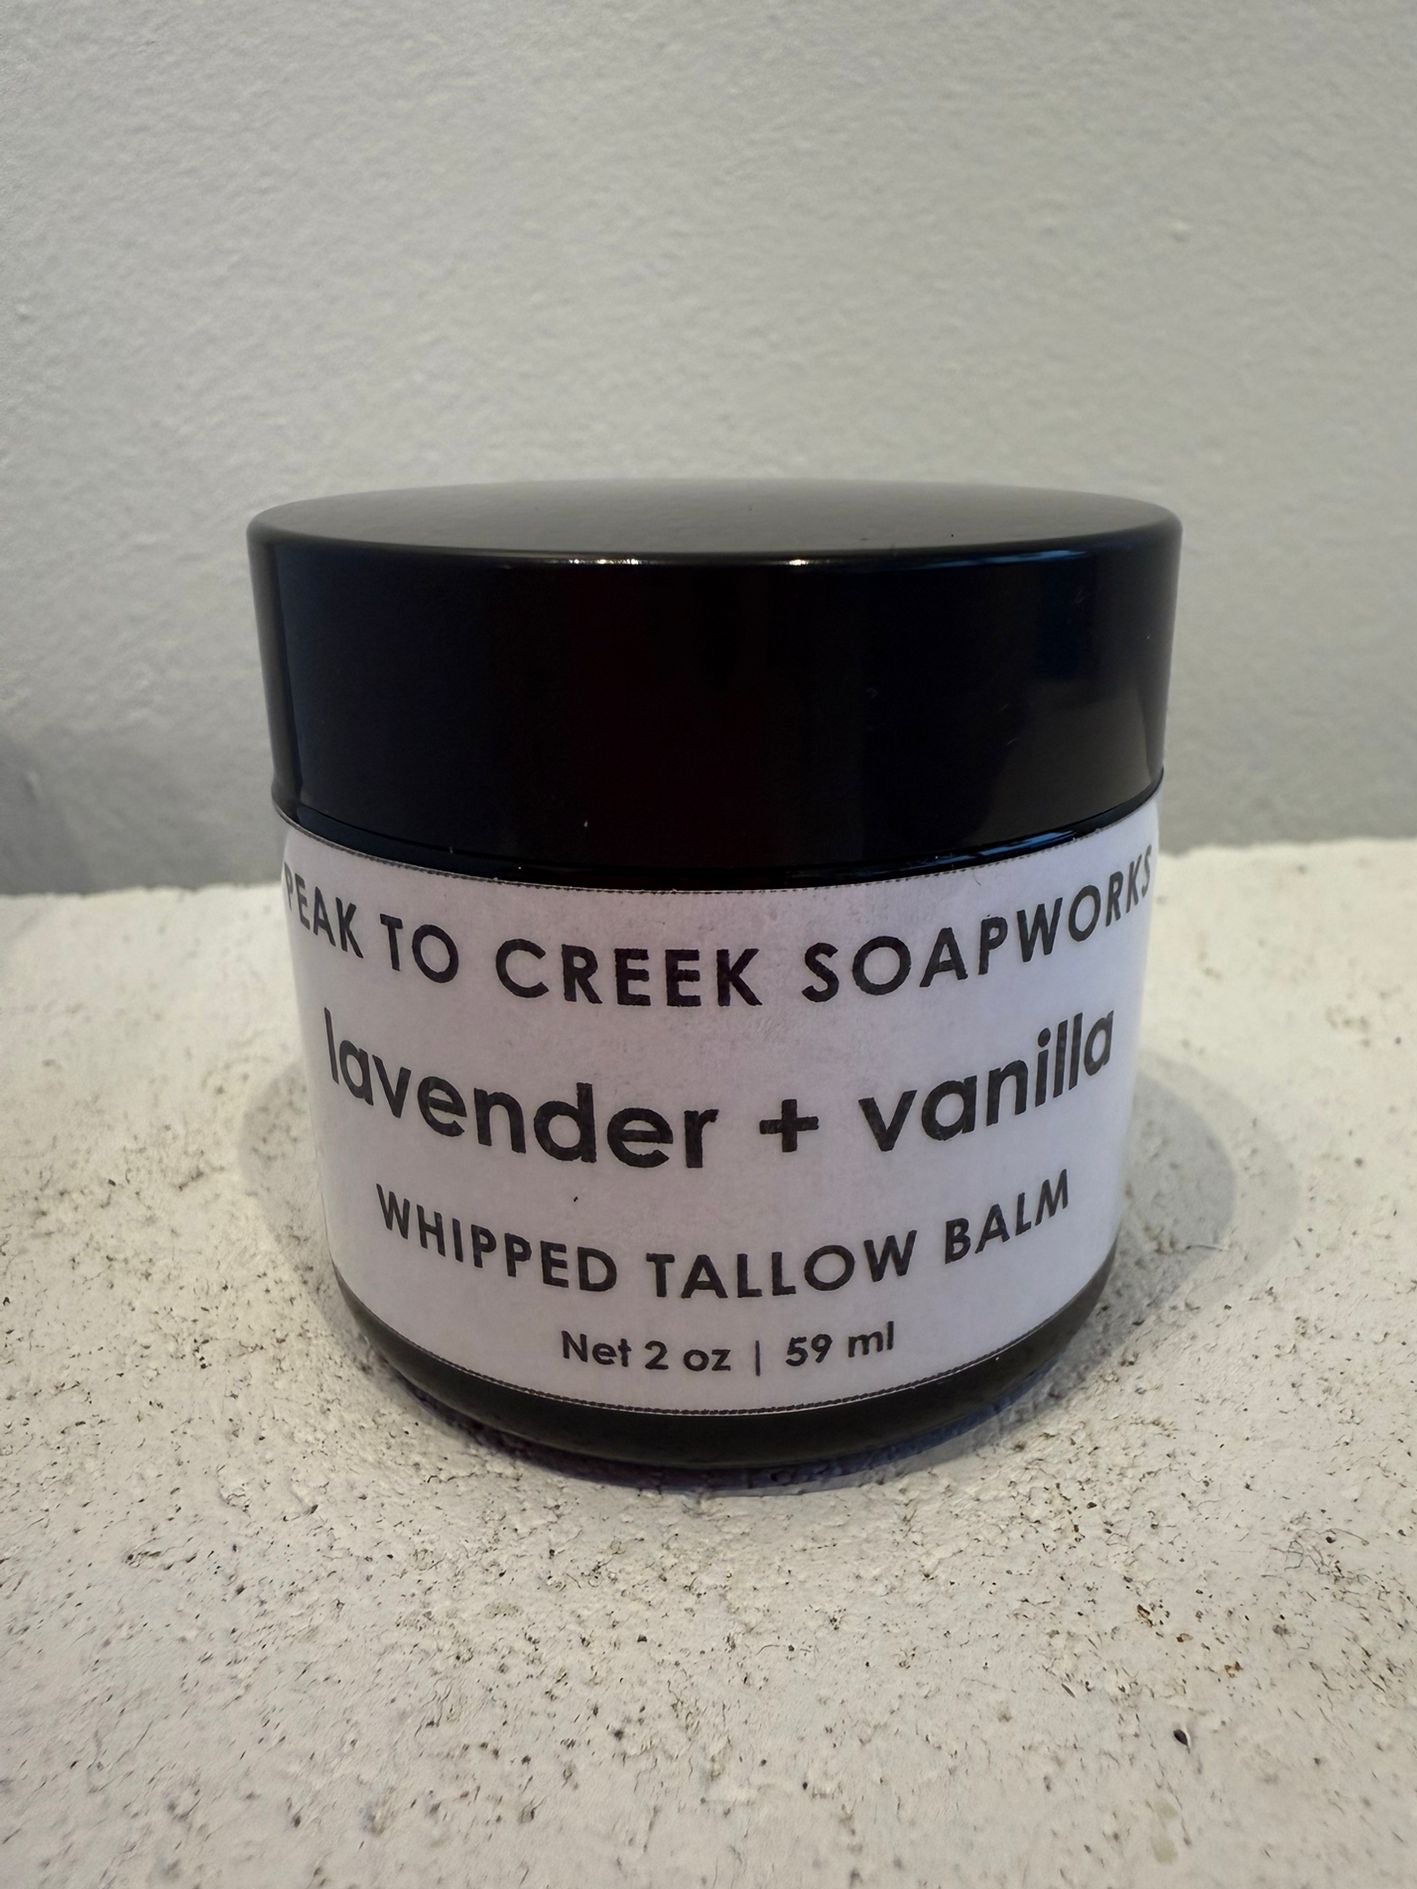 PEAK TO CREEK SOAPWORKS
lavender + vanilla
WHIPPED TALLOW BALM
Net 2 oz | 59 ml